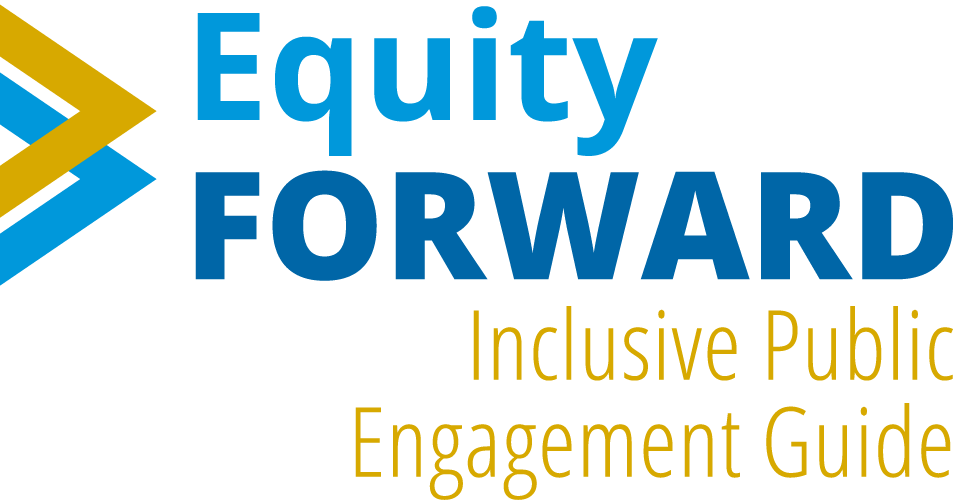 Equity
FORWARD
Inclusive Public
Engagement Guide